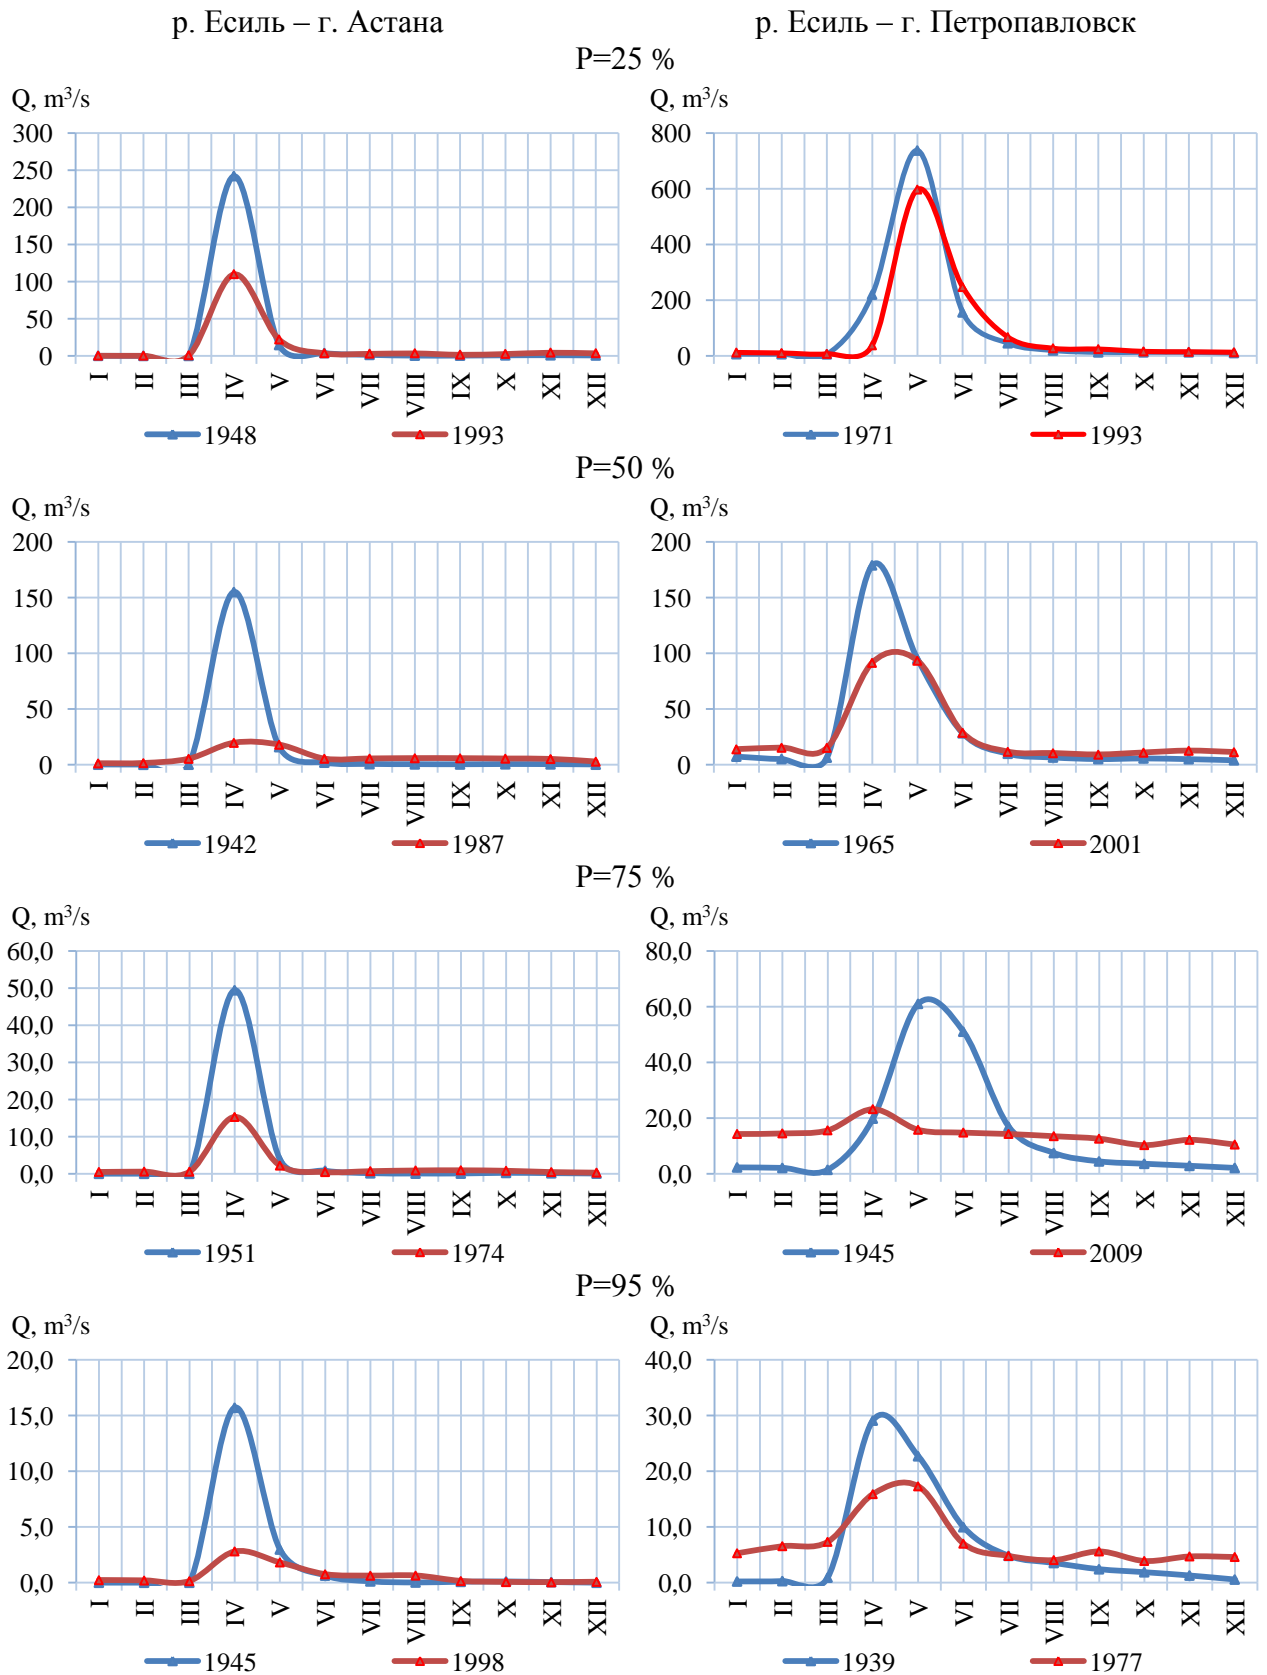 р. Есиль – г. Астана
р. Есиль – г. Петропавловск
P=25 %
Q, m³/s
300
250
200
150
100
50
0
I II III IV V VI VII VIII IX X XI XII
1948 1993
Q, m³/s
800
600
400
200
0
I II III IV V VI VII VIII IX X XI XII
1971 1993
P=50 %
Q, m³/s
200
150
100
50
0
I II III IV V VI VII VIII IX X XI XII
1942 1987
Q, m³/s
200
150
100
50
0
I II III IV V VI VII VIII IX X XI XII
1965 2001
P=75 %
Q, m³/s
60,0
50,0
40,0
30,0
20,0
10,0
0,0
I II III IV V VI VII VIII IX X XI XII
1951 1974
Q, m³/s
80,0
60,0
40,0
20,0
0,0
I II III IV V VI VII VIII IX X XI XII
1945 2009
P=95 %
Q, m³/s
20,0
15,0
10,0
5,0
0,0
I II III IV V VI VII VIII IX X XI XII
1945 1998
Q, m³/s
40,0
30,0
20,0
10,0
0,0
I II III IV V VI VII VIII IX X XI XII
1939 1977